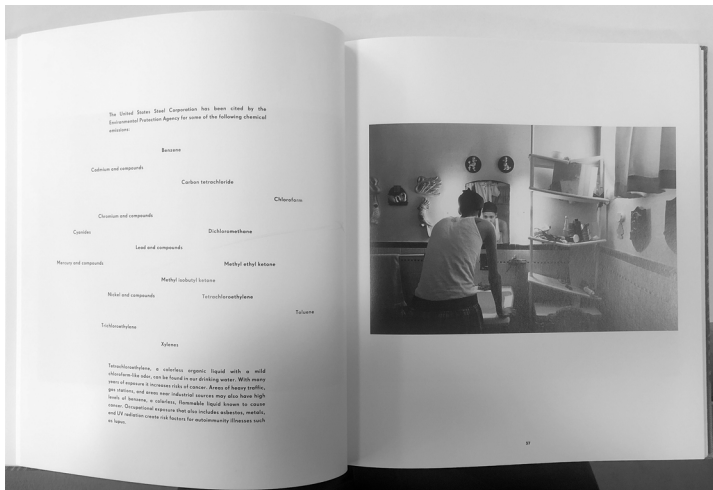 The United States Steel Corporation has been cited by the
Environmental Protection Agency for some of the following chemical
emissions:
Benzene
Cadmium and compounds
Carbon tetrachloride
Chloroform
Chromium and compounds
Cyanides
Dichloromethane
Lead and compounds
Mercury and compounds
Methyl ethyl ketone
Methyl isobutyl ketone
Nickel and compounds
Tetrachloroethylene
Toluene
Trichloroethylene
Xylenes
Tetrachloroethylene, a colorless organic liquid with a mild
chloroform-like odor, can be found in our drinking water. With many
years of exposure it increases risks of cancer. Areas of heavy traffic,
gas stations, and areas near industrial sources may also have high
levels of benzene, a colorless, flammable liquid known to cause
cancer. Occupational exposure that also includes asbestos, metals,
and UV radiation create risk factors for autoimmunity illnesses such
as lupus.
57